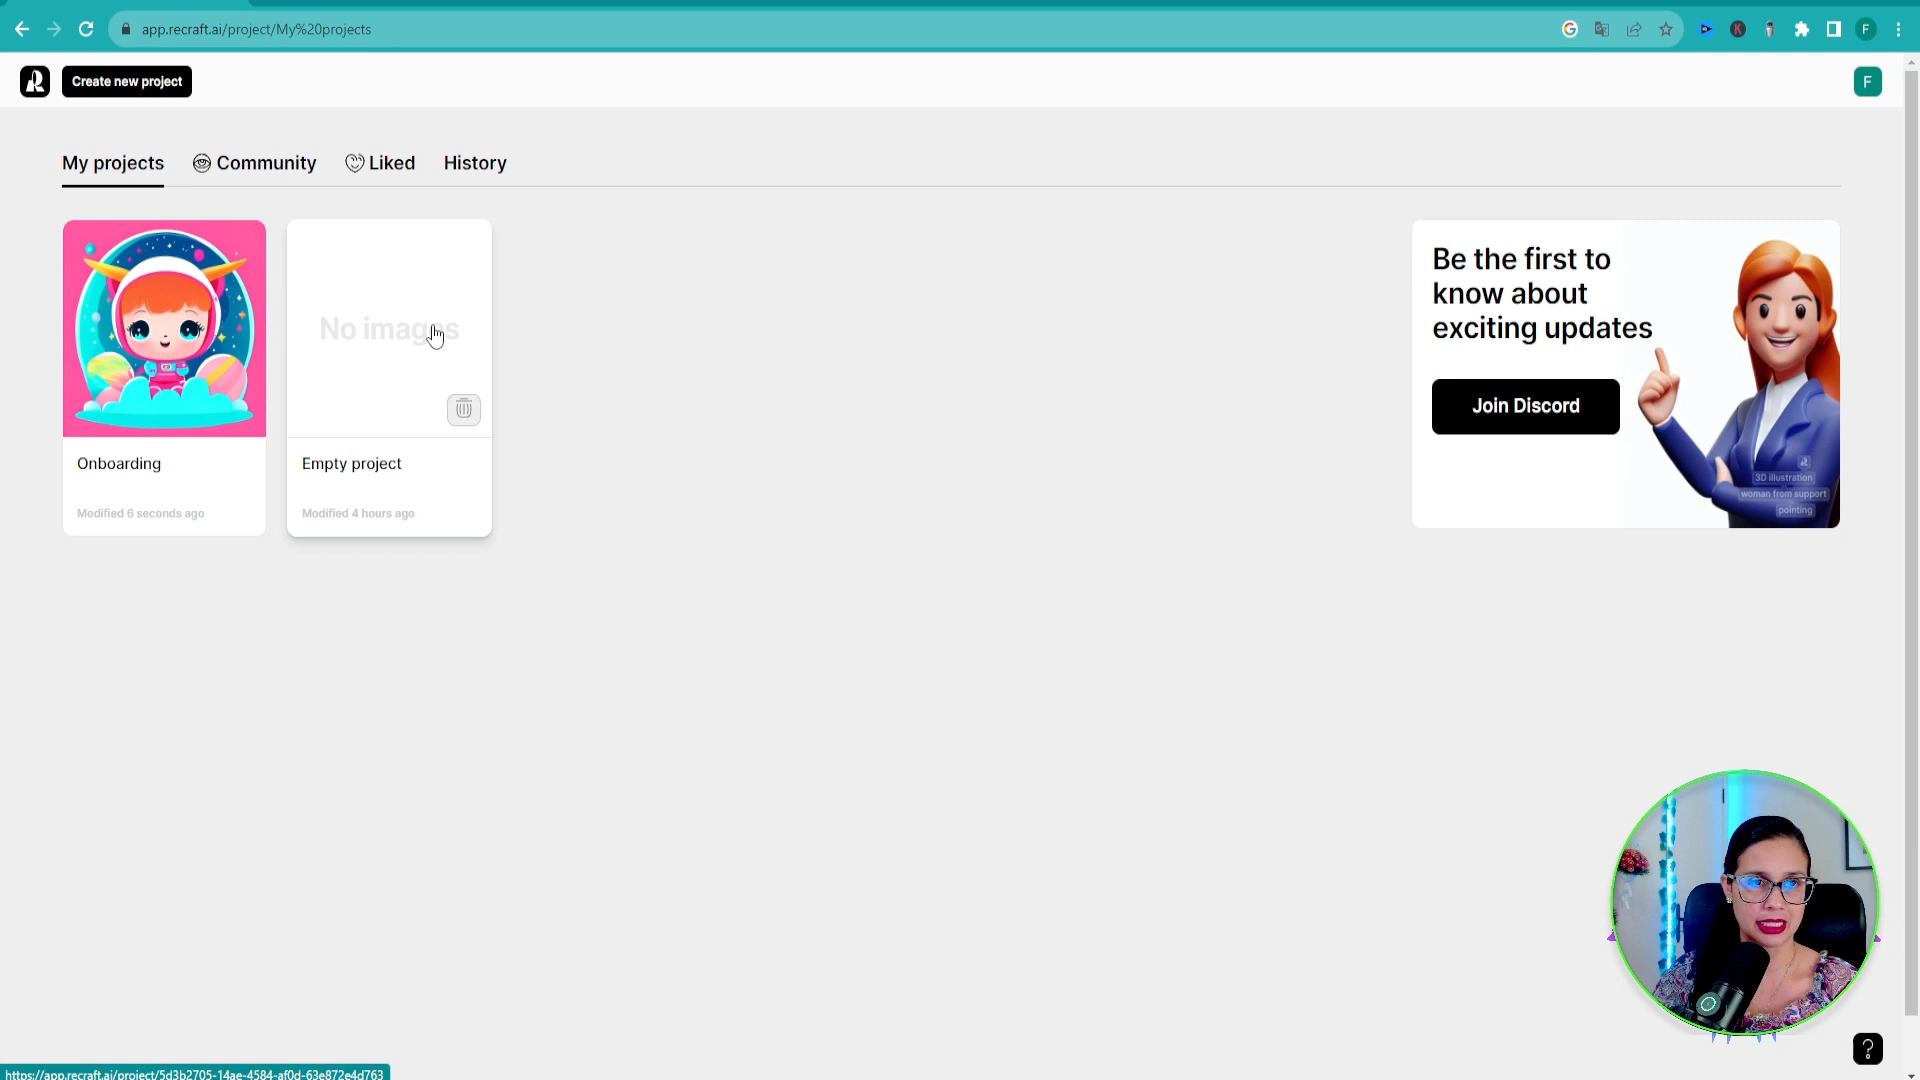 app.recraft.ai/project/My%20projects
K
F
Create new project
F
My projects
Community
Liked
History
No images
Onboarding
Modified 6 seconds ago
Empty project
Modified 4 hours ago
Be the first to
know about
exciting updates
Join Discord
3D illustration
woman from support
pointing
?
https://app.recraft.ai/project/5d3b2705-14ae-4584-af0d-63e872e4d763